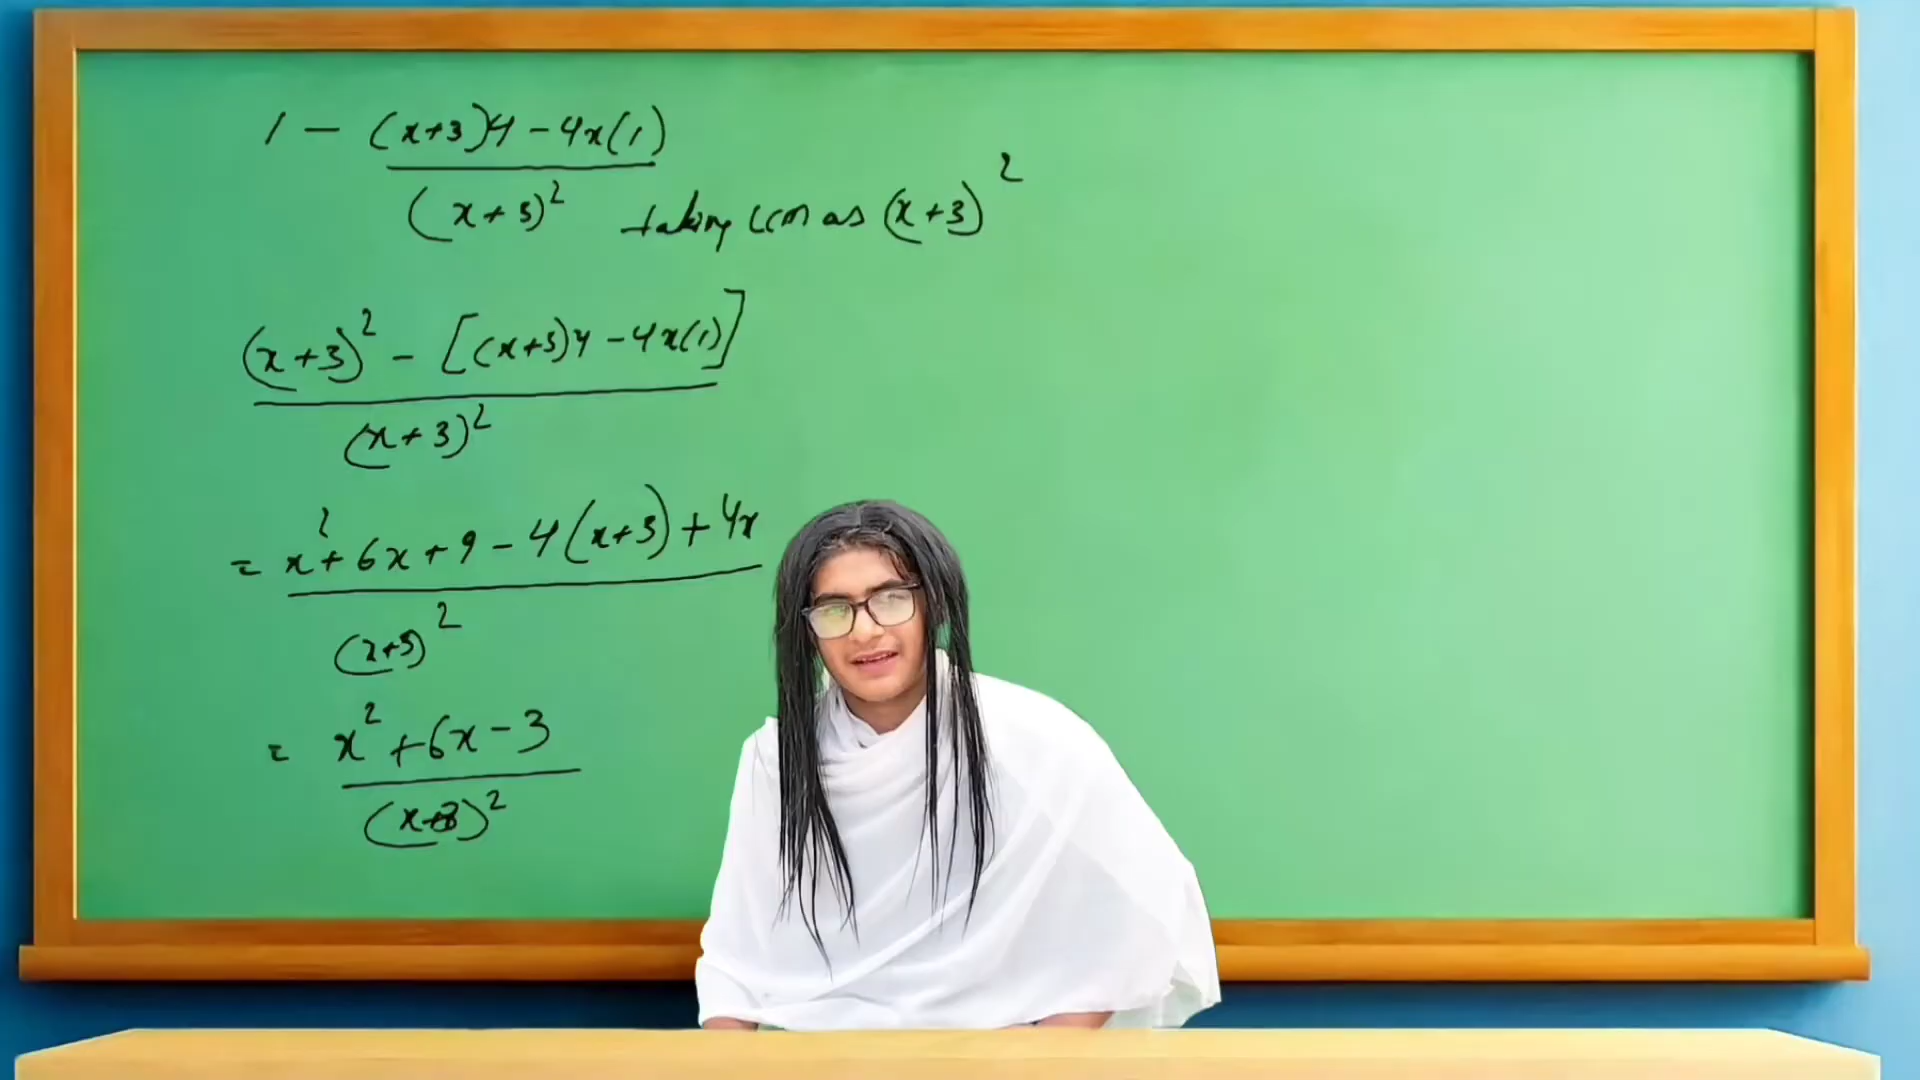 1 - (x+3)4 - 4x(1)
(x+3)² taking LCM as (x+3)²
(x+3)² - [(x+3)4 - 4x(1)]
(x+3)²
= x² + 6x + 9 - 4(x+3) + 4x
(x+3)²
= x² + 6x - 3
(x+3)²